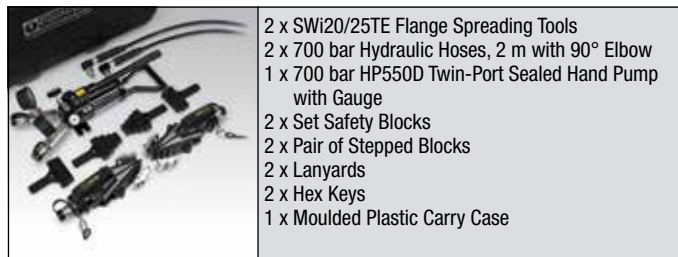 2 x SWi20/25TE Flange Spreading Tools
2 x 700 bar Hydraulic Hoses, 2 m with 90° Elbow
1 x 700 bar HP550D Twin-Port Sealed Hand Pump
with Gauge
2 x Set Safety Blocks
2 x Pair of Stepped Blocks
2 x Lanyards
2 x Hex Keys
1 x Moulded Plastic Carry Case